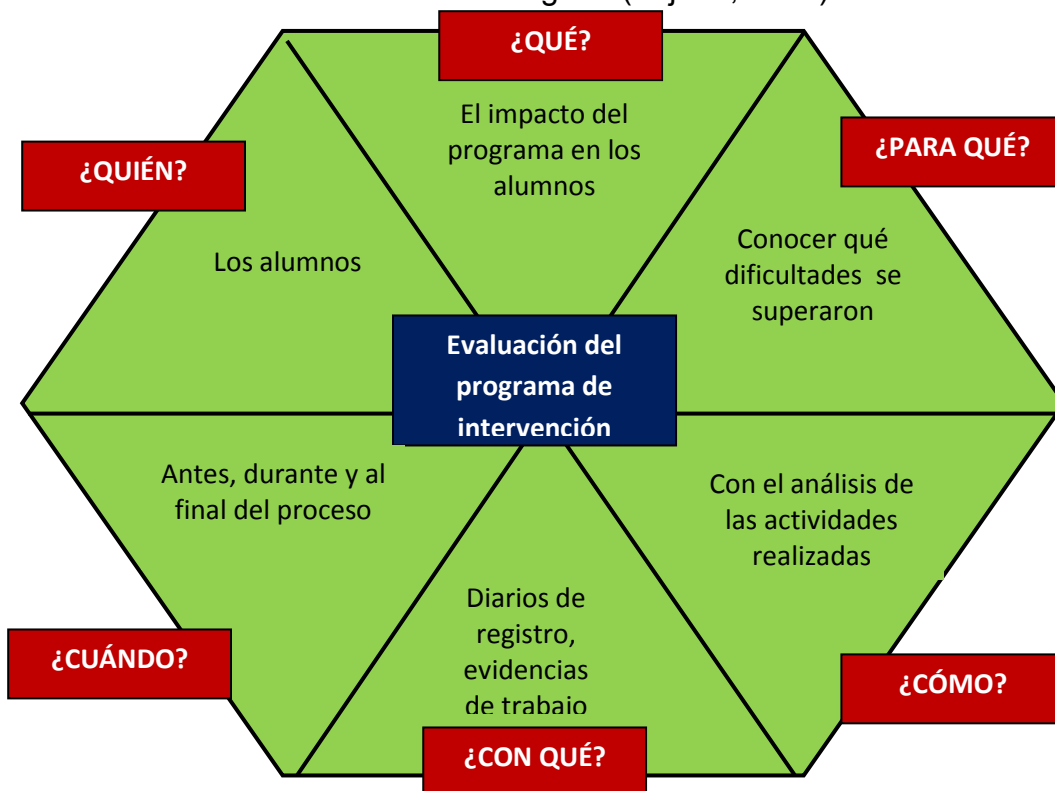 ¿QUÉ?
El impacto del
programa en los
alumnos
¿PARA QUÉ?
Conocer qué
dificultades se
superaron
¿QUIÉN?
Los alumnos
Evaluación del
programa de
intervención
Antes, durante y al
final del proceso
¿CUÁNDO?
Con el análisis de
las actividades
realizadas
¿CÓMO?
Diarios de
registro,
evidencias
de trabajo
¿CON QUÉ?